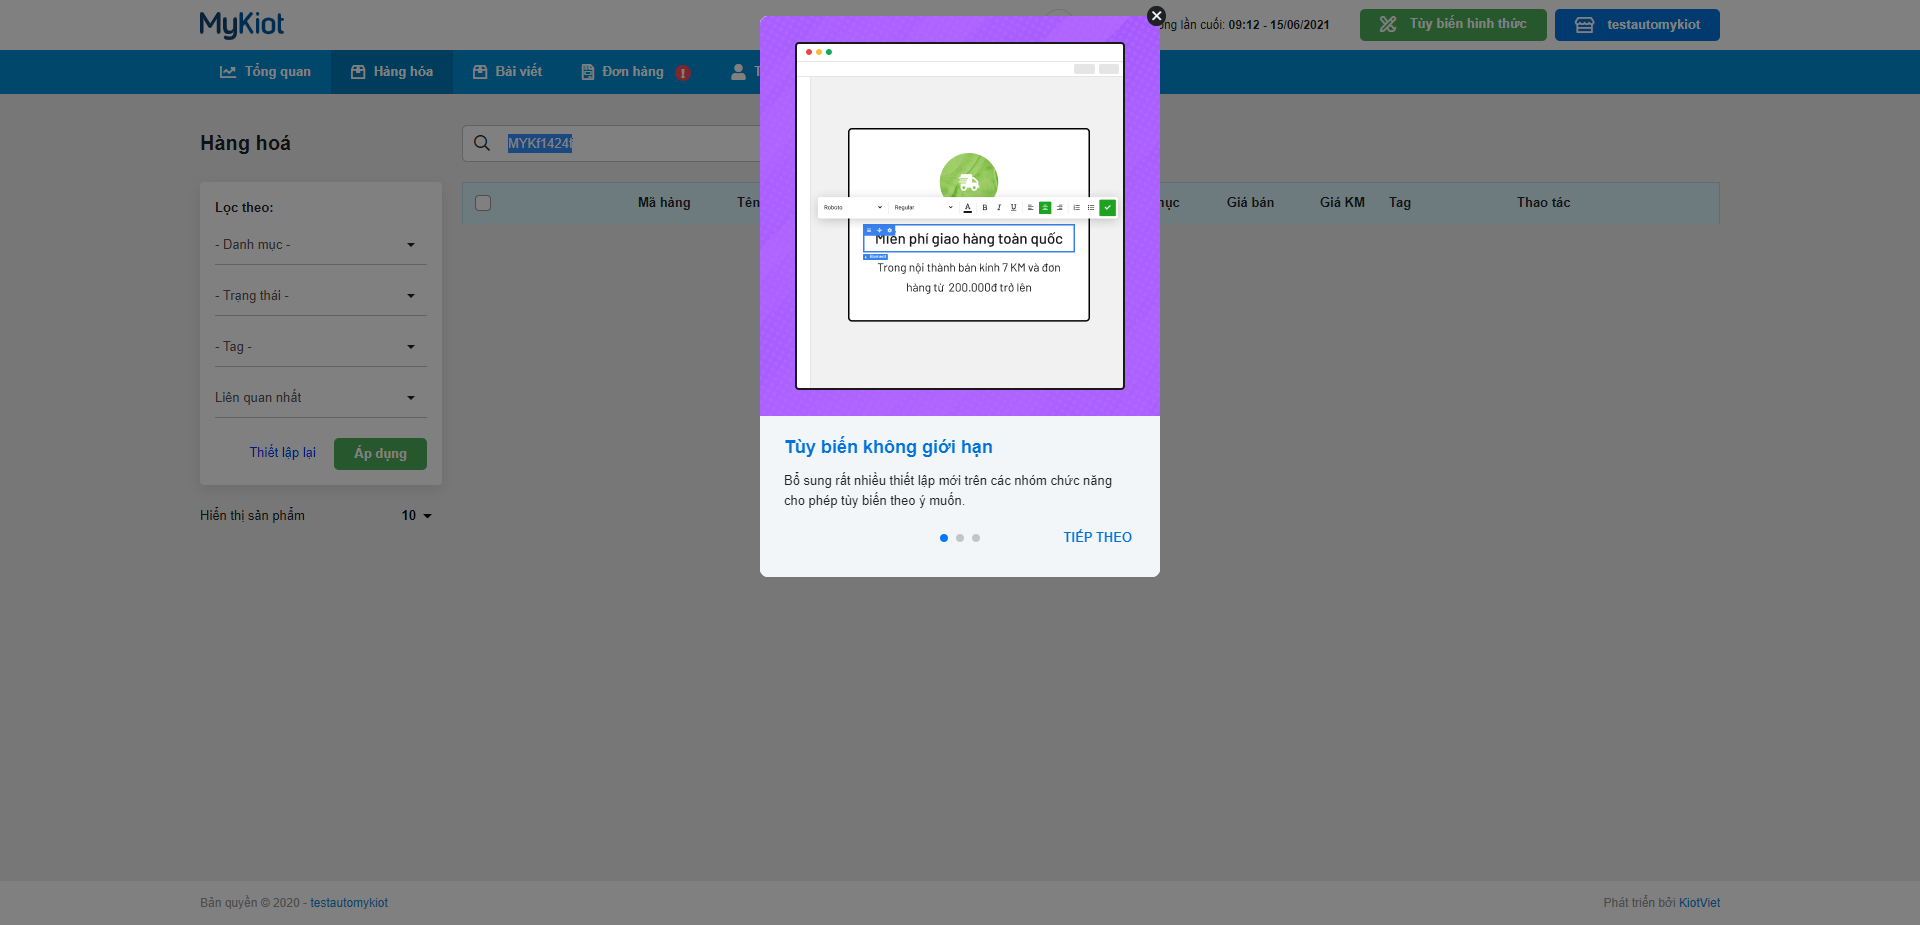 MyKiot
ng lần cuối: 09:12 - 15/06/2021
Tùy biến hình thức
testautomykiot
Tổng quan
Hàng hóa
Bài viết
Đơn hàng
Hàng hoá
MYKf1424f
Lọc theo:
- Danh mục -
- Trạng thái -
- Tag -
Liên quan nhất
Thiết lập lại
Áp dụng
Hiển thị sản phẩm
10
Mã hàng
Tên
Giá bán
Giá KM
Tag
Thao tác
Roboto
Regular
A
B
I
U
Miễn phí giao hàng toàn quốc
Element
Trong nội thành bán kính 7 KM và đơn
hàng từ 200.000đ trở lên
Tùy biến không giới hạn
Bổ sung rất nhiều thiết lập mới trên các nhóm chức năng
cho phép tùy biến theo ý muốn.
TIẾP THEO
Bản quyền © 2020 - testautomykiot
Phát triển bởi KiotViet